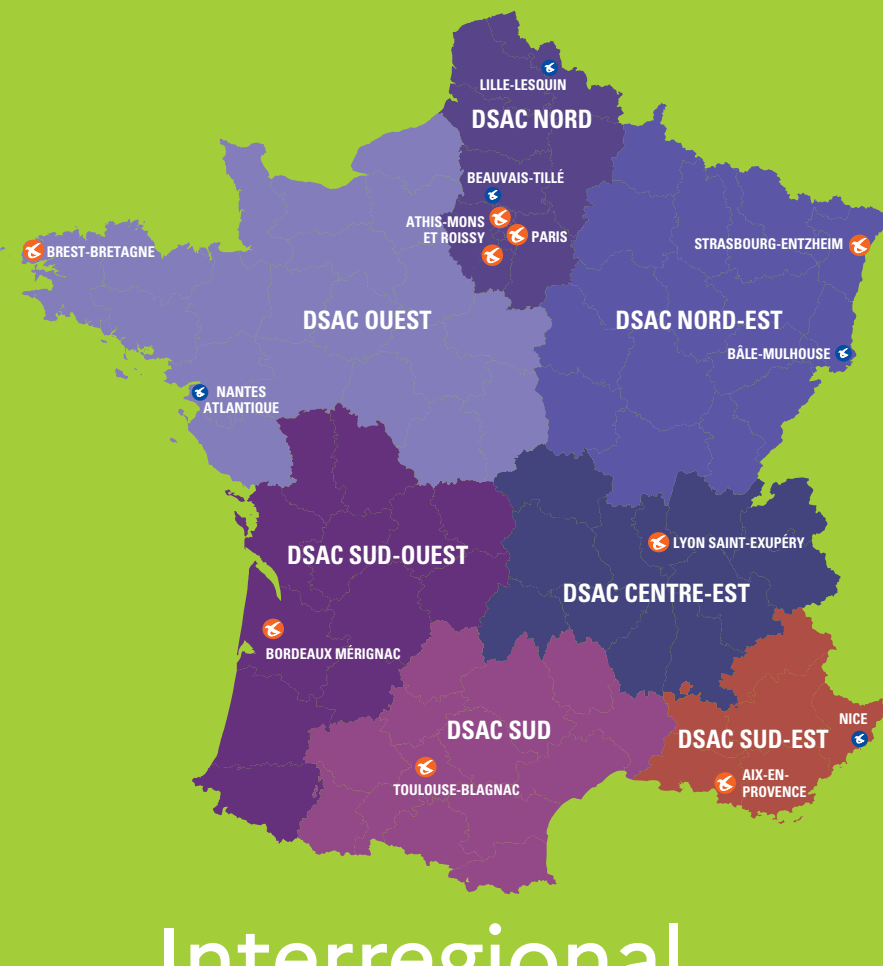 LILLE-LESQUIN
DSAC NORD
BEAUVAIS-TILLÉ
ATHIS-MONS
ET ROISSY
PARIS
BREST-BRETAGNE
STRASBOURG-ENTZHEIM
DSAC OUEST
DSAC NORD-EST
BÂLE-MULHOUSE
NANTES
ATLANTIQUE
LYON SAINT-EXUPÉRY
DSAC SUD-OUEST
DSAC CENTRE-EST
BORDEAUX MÉRIGNAC
NICE
DSAC SUD
DSAC SUD-EST
AIX-EN-
PROVENCE
TOULOUSE-BLAGNAC
Interregional